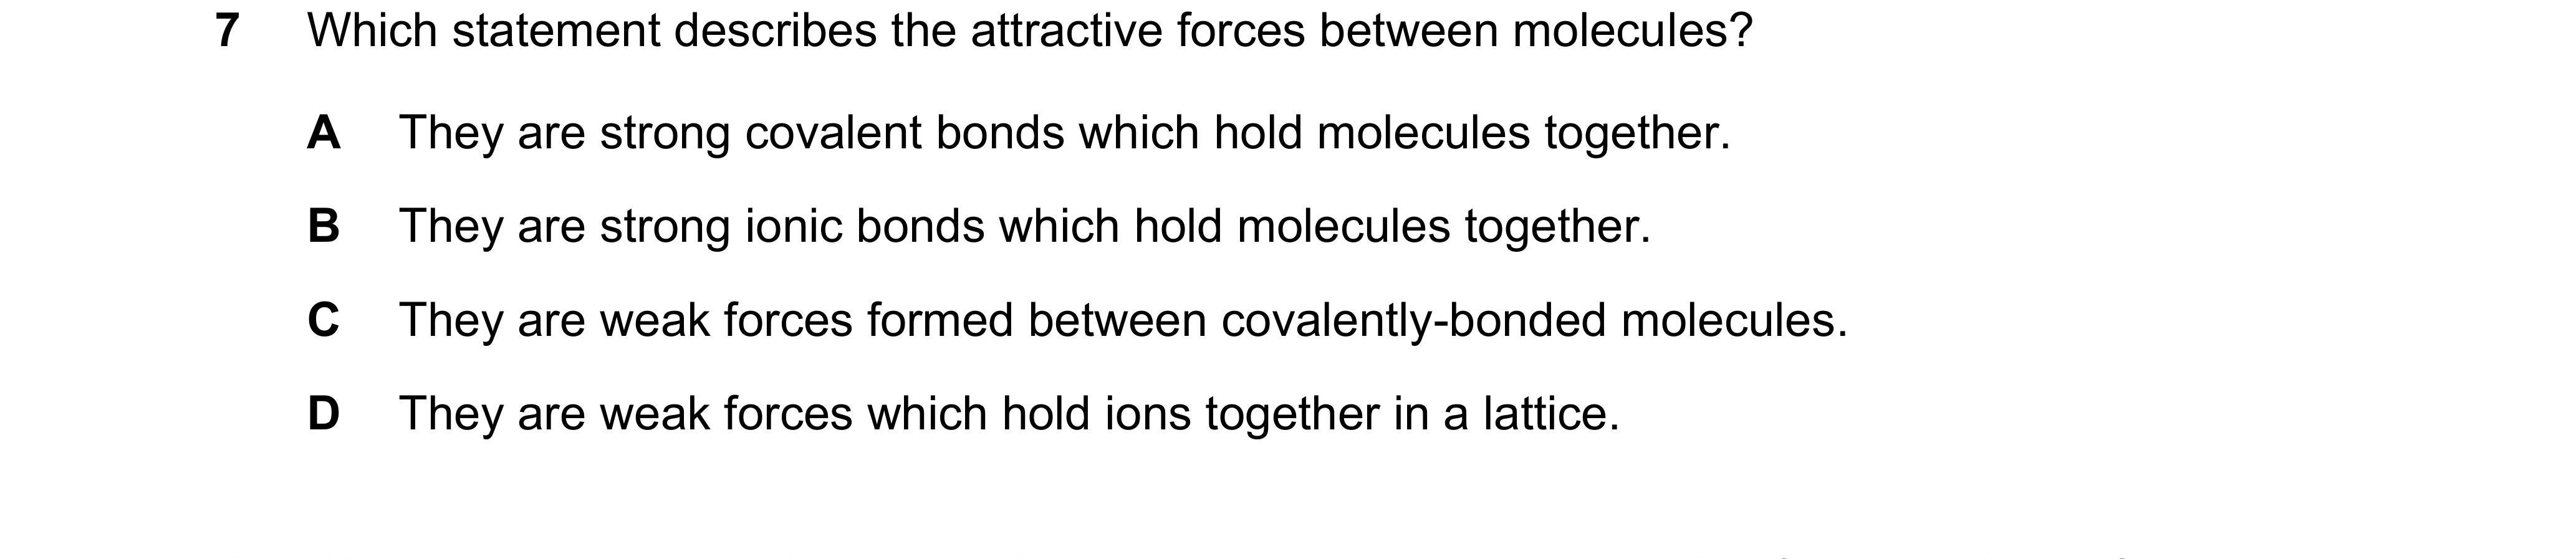 7 Which statement describes the attractive forces between molecules?
A They are strong covalent bonds which hold molecules together.
B They are strong ionic bonds which hold molecules together.
C They are weak forces formed between covalently-bonded molecules.
D They are weak forces which hold ions together in a lattice.